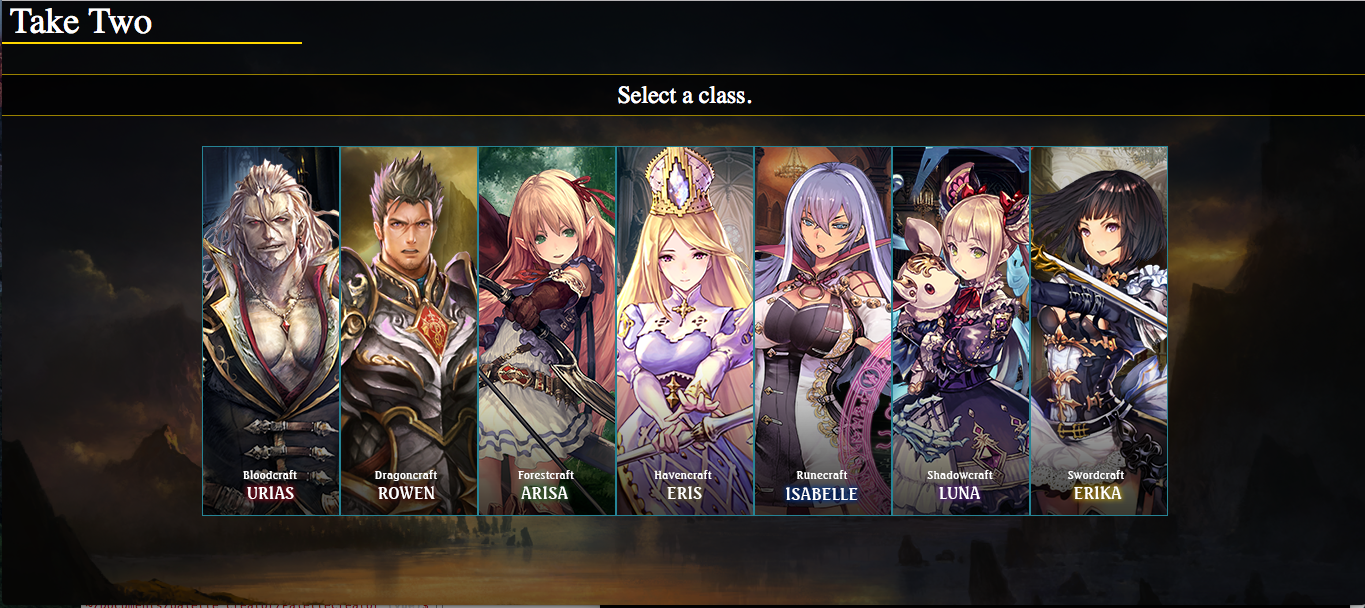 Take Two
Select a class.
Bloodcraft
URIAS
Dragoncraft
ROWEN
Forestcraft
ARISA
Havencraft
ERIS
Runecraft
ISABELLE
Shadowcraft
LUNA
Swordcraft
ERIKA